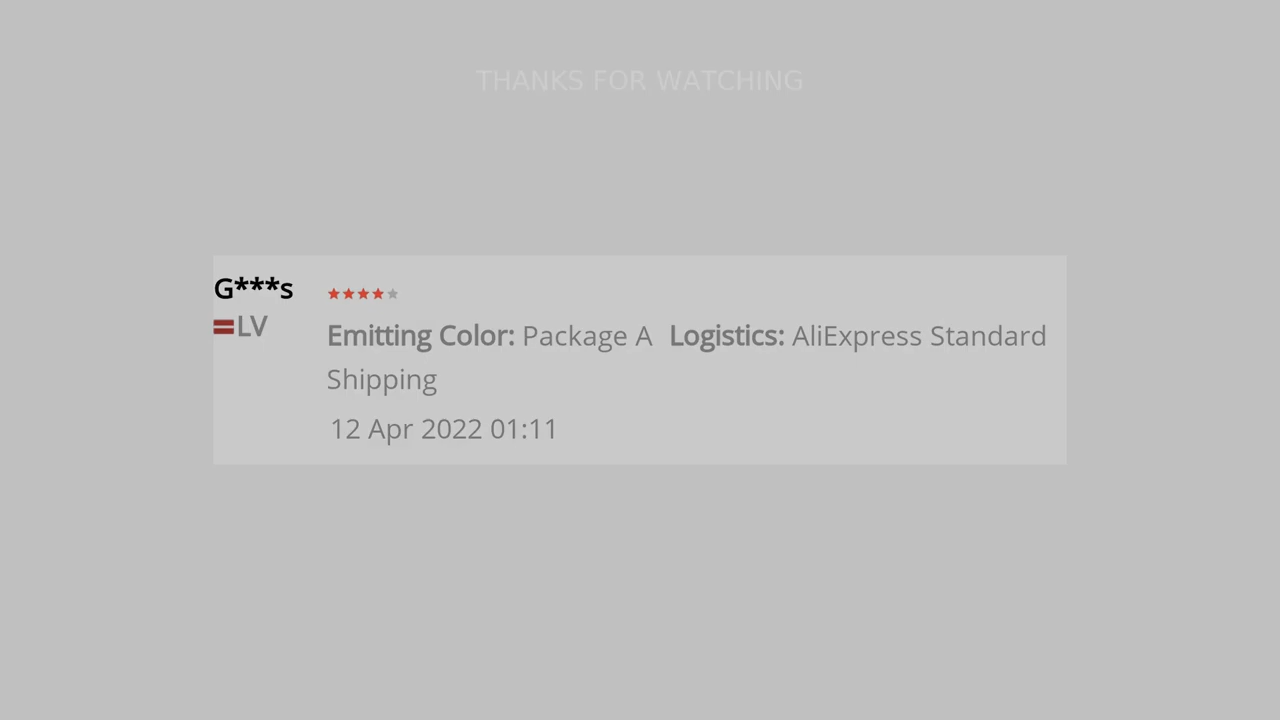 THANKS FOR WATCHING
G***s
LV
Emitting Color: Package A Logistics: AliExpress Standard
Shipping
12 Apr 2022 01:11